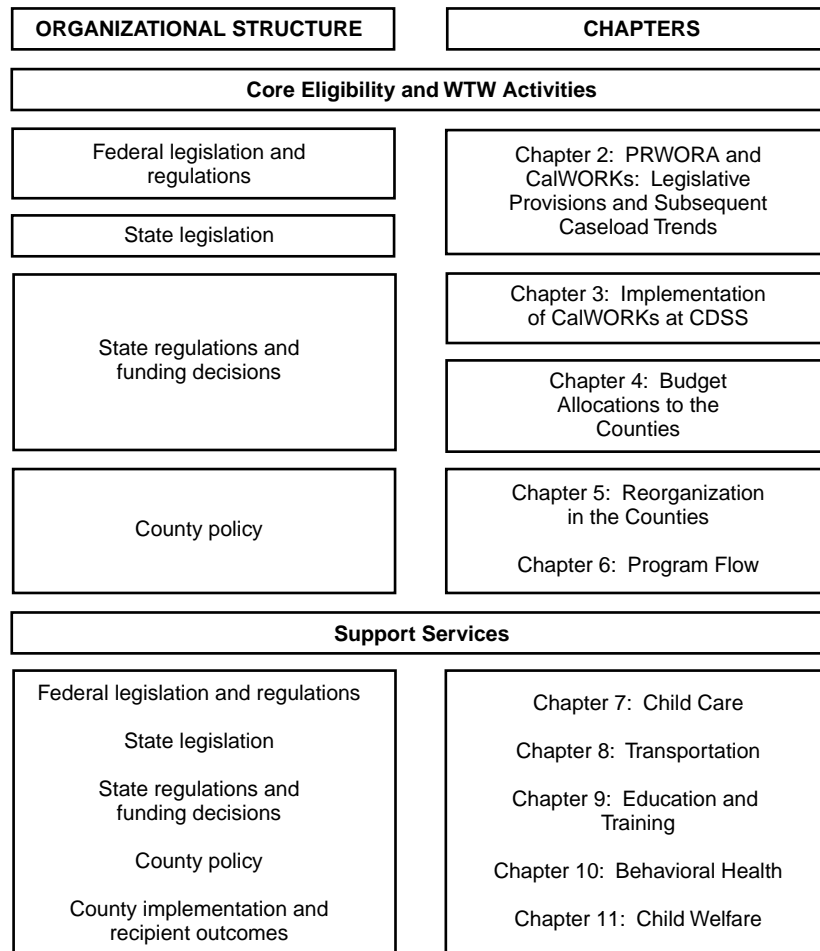 ORGANIZATIONAL STRUCTURE
CHAPTERS
Core Eligibility and WTW Activities
Federal legislation and
regulations
State legislation
State regulations and
funding decisions
County policy
Chapter 2: PRWORA and
CalWORKs: Legislative
Provisions and Subsequent
Caseload Trends
Chapter 3: Implementation
of CalWORKs at CDSS
Chapter 4: Budget
Allocations to the
Counties
Chapter 5: Reorganization
in the Counties
Chapter 6: Program Flow
Support Services
Federal legislation and regulations
State legislation
State regulations and
funding decisions
County policy
County implementation and
recipient outcomes
Chapter 7: Child Care
Chapter 8: Transportation
Chapter 9: Education and
Training
Chapter 10: Behavioral Health
Chapter 11: Child Welfare